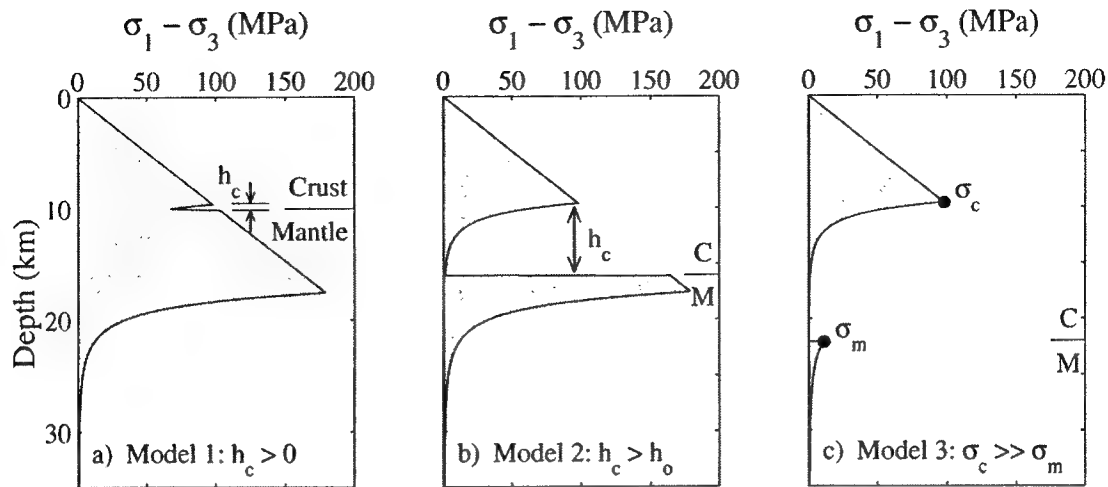 σ1 − σ3 (MPa)
0 50 100 150 200
0
10
20
30
Depth (km)
hc
Crust
Mantle
a) Model 1: hc > 0
σ1 − σ3 (MPa)
0 50 100 150 200
hc
C
M
b) Model 2: hc > ho
σ1 − σ3 (MPa)
0 50 100 150 200
σc
σm
C
M
c) Model 3: σc >> σm